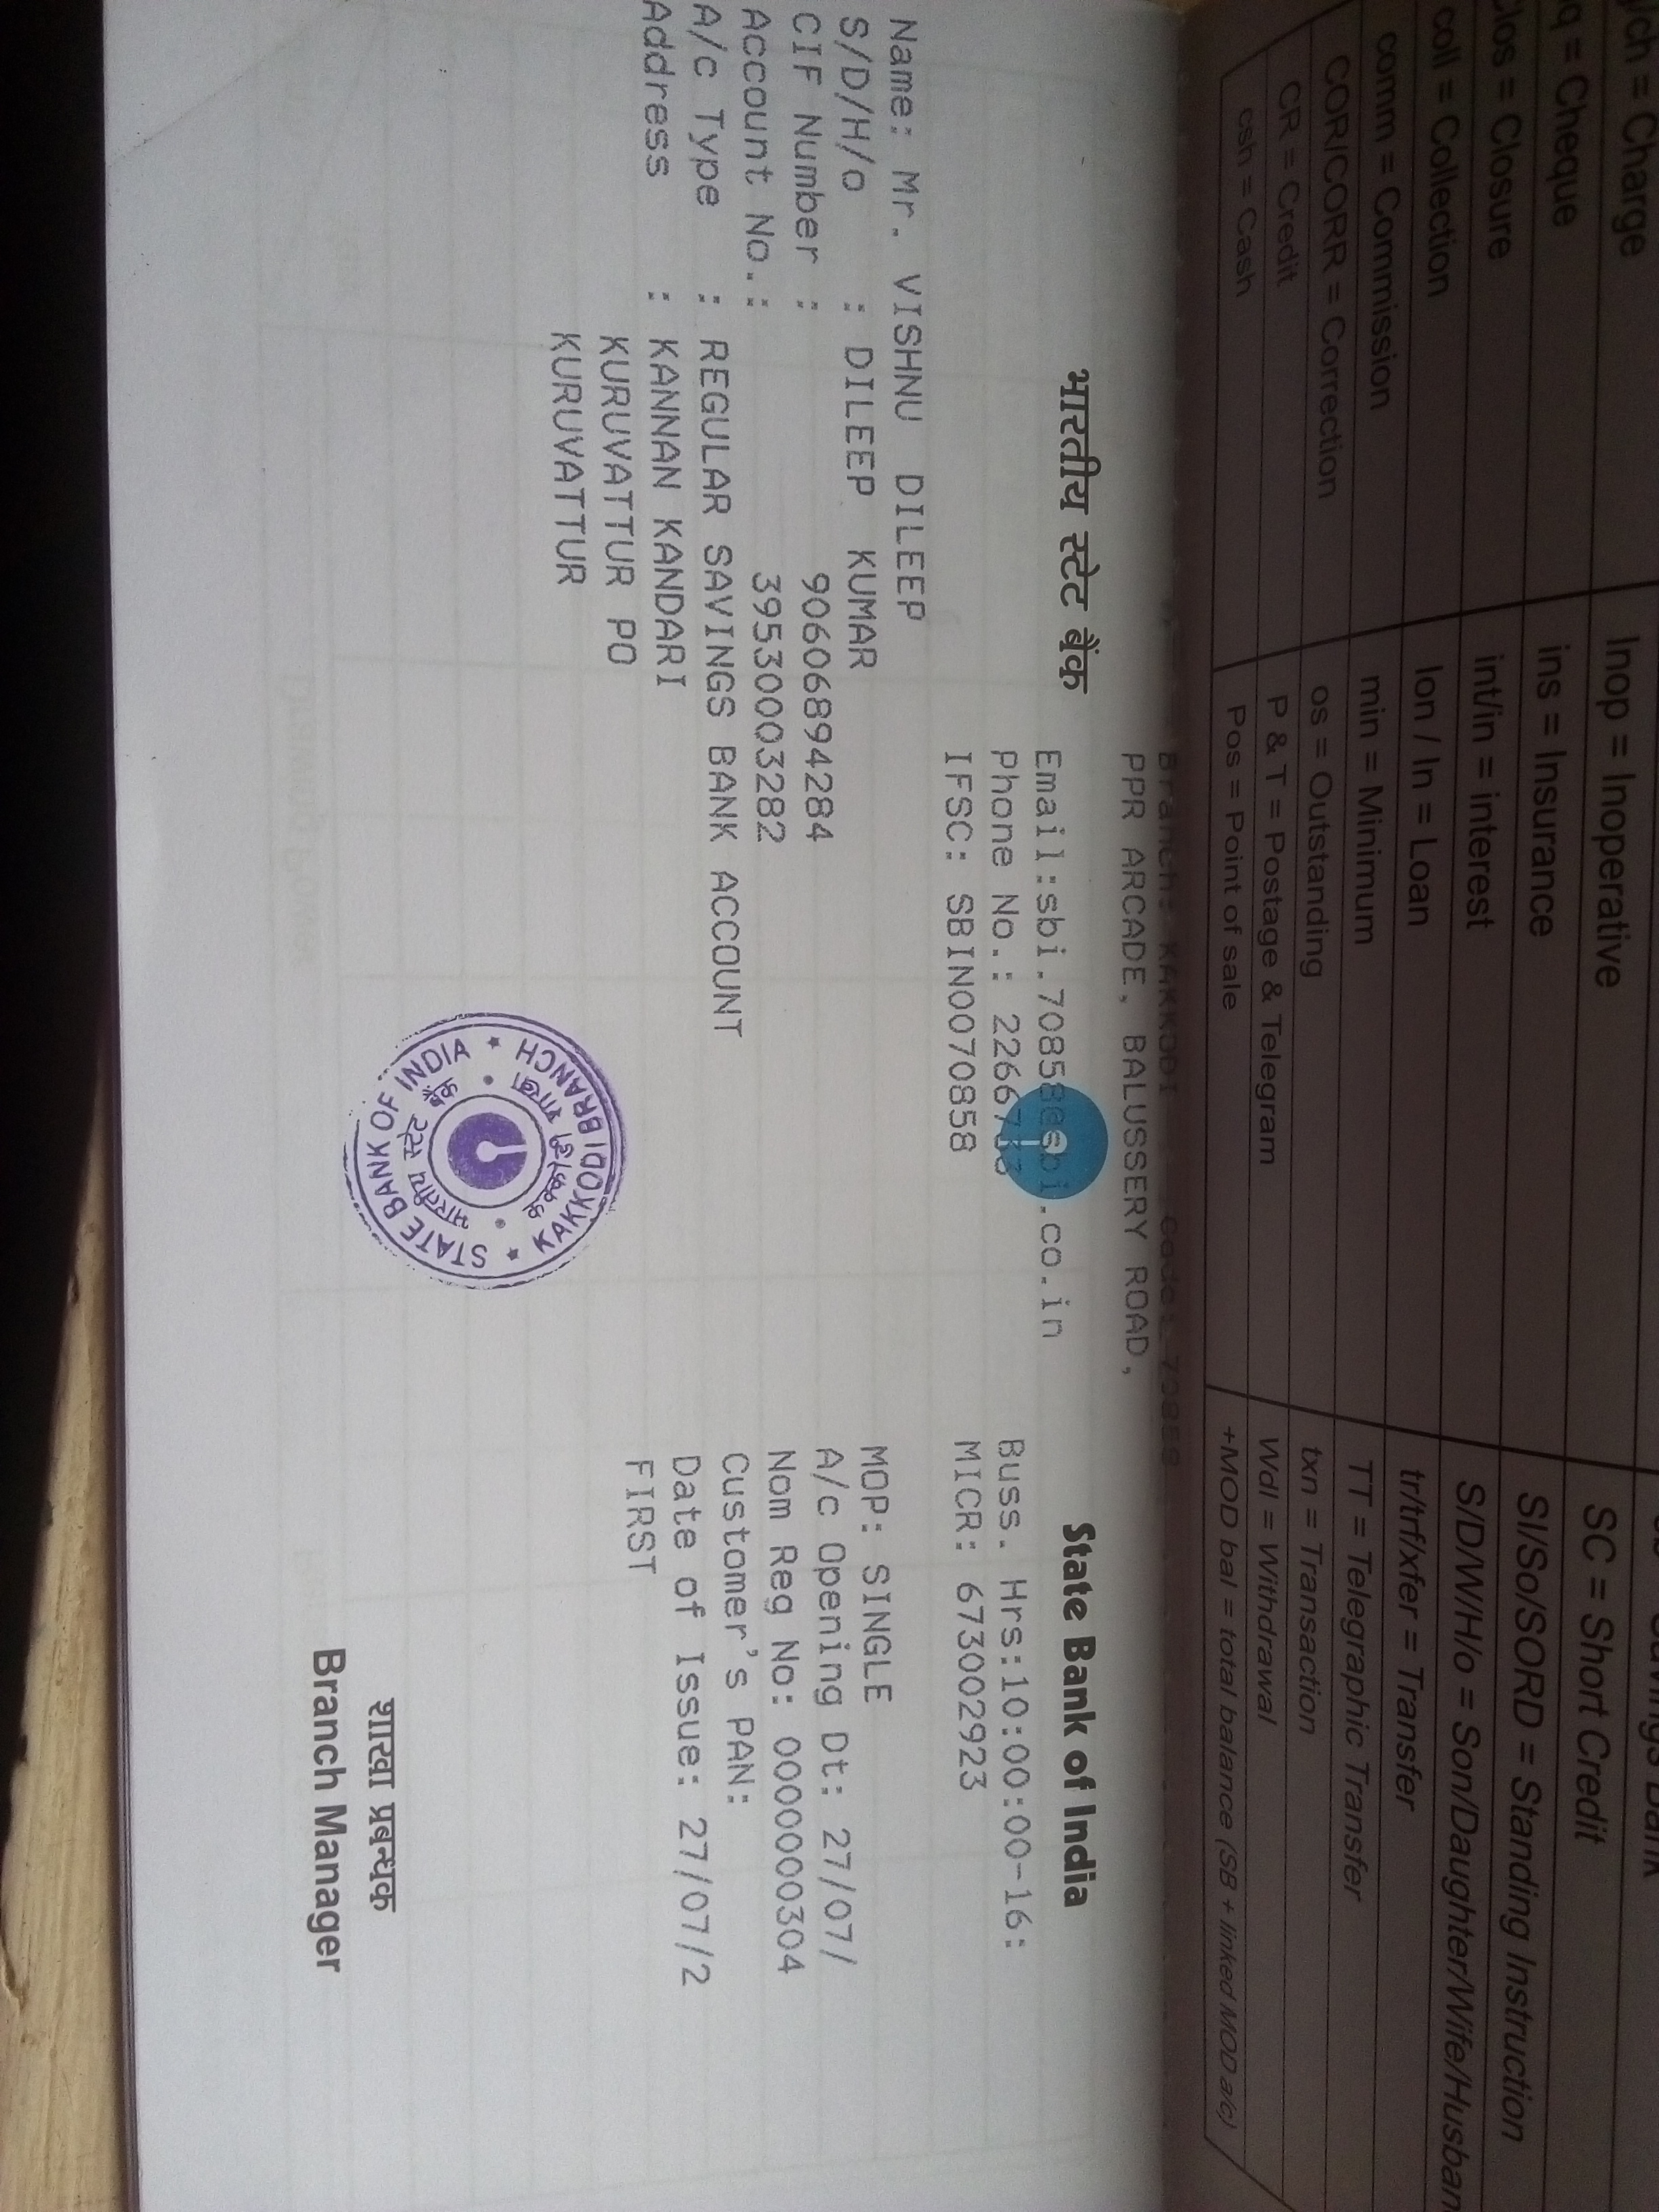 ch = Charge
q = Cheque
los = Closure
coll = Collection
comm = Commission
COR/CORR = Correction
CR = Credit
csh = Cash
Inop = Inoperative
ins = Insurance
int/in = interest
lon / ln = Loan
min = Minimum
os = Outstanding
P & T = Postage & Telegram
Pos = Point of sale
SC = Short Credit
SI/So/SORD = Standing Instruction
S/D/W/H/o = Son/Daughter/Wife/Husban
tr/trf/xfer = Transfer
TT = Telegraphic Transfer
txn = Transaction
Wdl = Withdrawal
+MOD bal = total balance (SB + linked MOD a/c)
Branch: KAKKODI Code: 70858
PPR ARCADE, BALUSSERY ROAD,
भारतीय स्टेट बैंक State Bank of India
Email:sbi.70858@sbi.co.in
Phone No.: 2266733 Buss. Hrs:10:00:00-16:
IFSC: SBIN0070858 MICR: 673002923
Name: Mr. VISHNU DILEEP
S/D/H/o : DILEEP KUMAR MOP: SINGLE
CIF Number : 90606894284 A/c Opening Dt: 27/07/
Account No.: 39530003282 Nom Reg No: 0000000304
A/c Type : REGULAR SAVINGS BANK ACCOUNT Customer's PAN:
Address : KANNAN KANDARI Date of Issue: 27/07/2
KURUVATTUR PO FIRST
KURUVATTUR
STATE BANK OF INDIA
KAKKODI BRANCH
भारतीय स्टेट बैंक
कक्कोडी शाखा
शाखा प्रबन्धक
Branch Manager